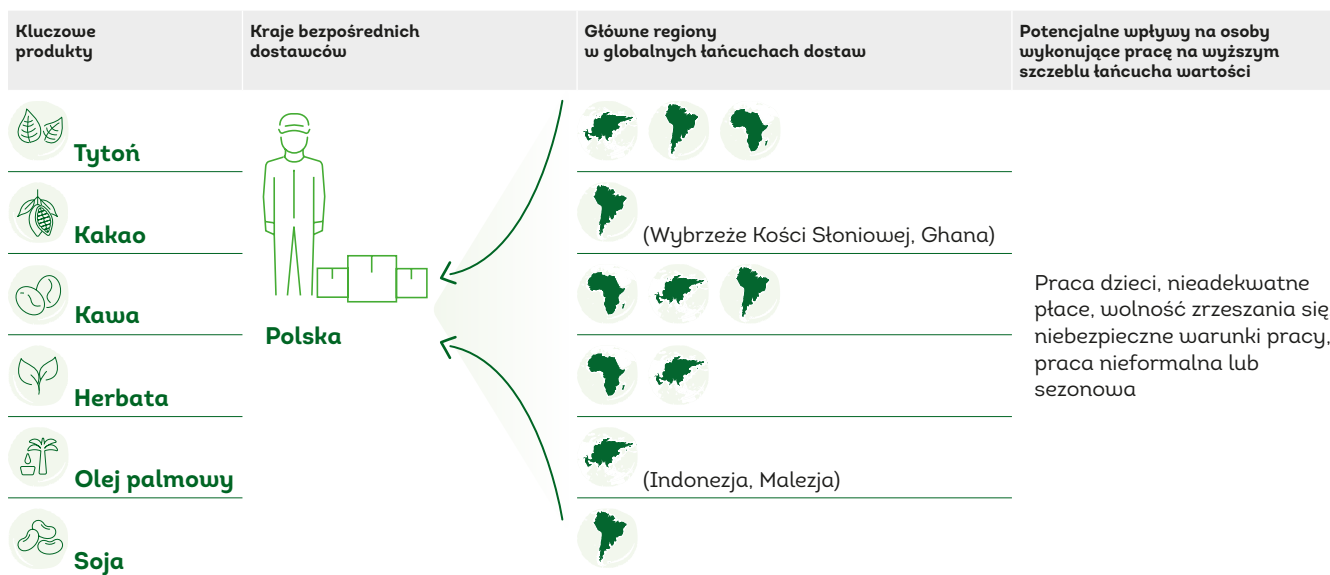 Kluczowe
produkty
Kraje bezpośrednich
dostawców
Główne regiony
w globalnych łańcuchach dostaw
Potencjalne wpływy na osoby
wykonujące pracę na wyższym
szczeblu łańcucha wartości
Tytoń
Kakao
(Wybrzeże Kości Słoniowej, Ghana)
Kawa
Polska
Herbata
Olej palmowy
(Indonezja, Malezja)
Soja
Praca dzieci, nieadekwatne
płace, wolność zrzeszania się
niebezpieczne warunki pracy,
praca nieformalna lub
sezonowa